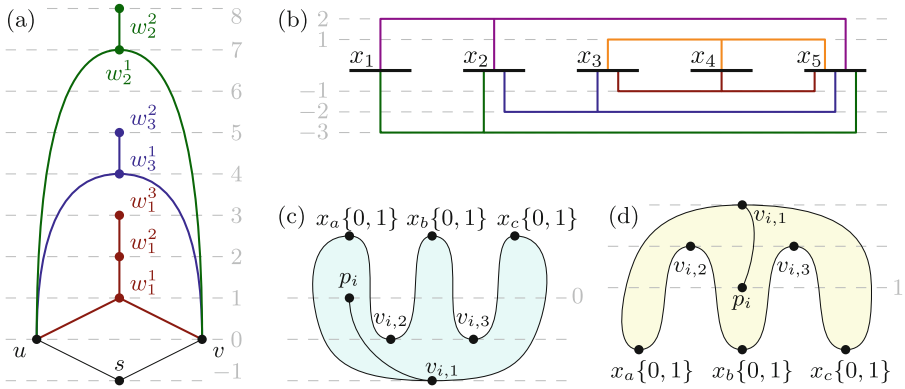 (a)
8
w_2^2
7
w_2^1
6
5
w_3^2
w_3^1
4
w_1^3
3
w_1^2
2
w_1^1
1
0
u
s
v
−1
(b)
2
1
x_1 x_2 x_3 x_4 x_5
−1
−2
−3
(c)
x_a{0, 1} x_b{0, 1} x_c{0, 1}
p_i
0
v_{i,2} v_{i,3}
v_{i,1}
(d)
v_{i,1}
v_{i,2} v_{i,3}
p_i
1
x_a{0, 1} x_b{0, 1} x_c{0, 1}